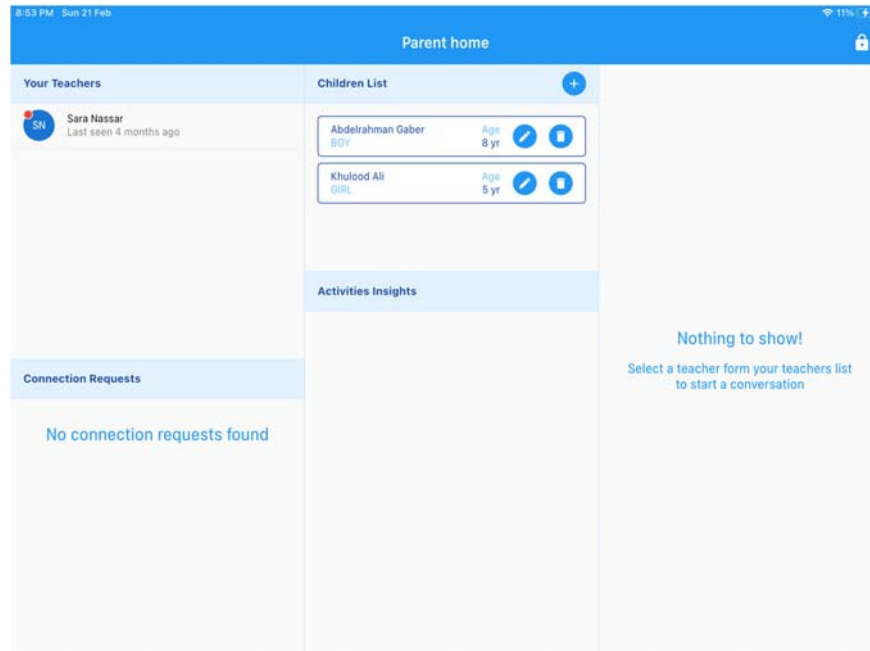 8:53 PM Sun 21 Feb
11%
Parent home
Your Teachers
SN
Sara Nassar
Last seen 4 months ago
Connection Requests
No connection requests found
Children List
Abdelrahman Gaber
BOY
Age
8 yr
Khulood Ali
GIRL
Age
5 yr
Activities Insights
Nothing to show!
Select a teacher form your teachers list
to start a conversation